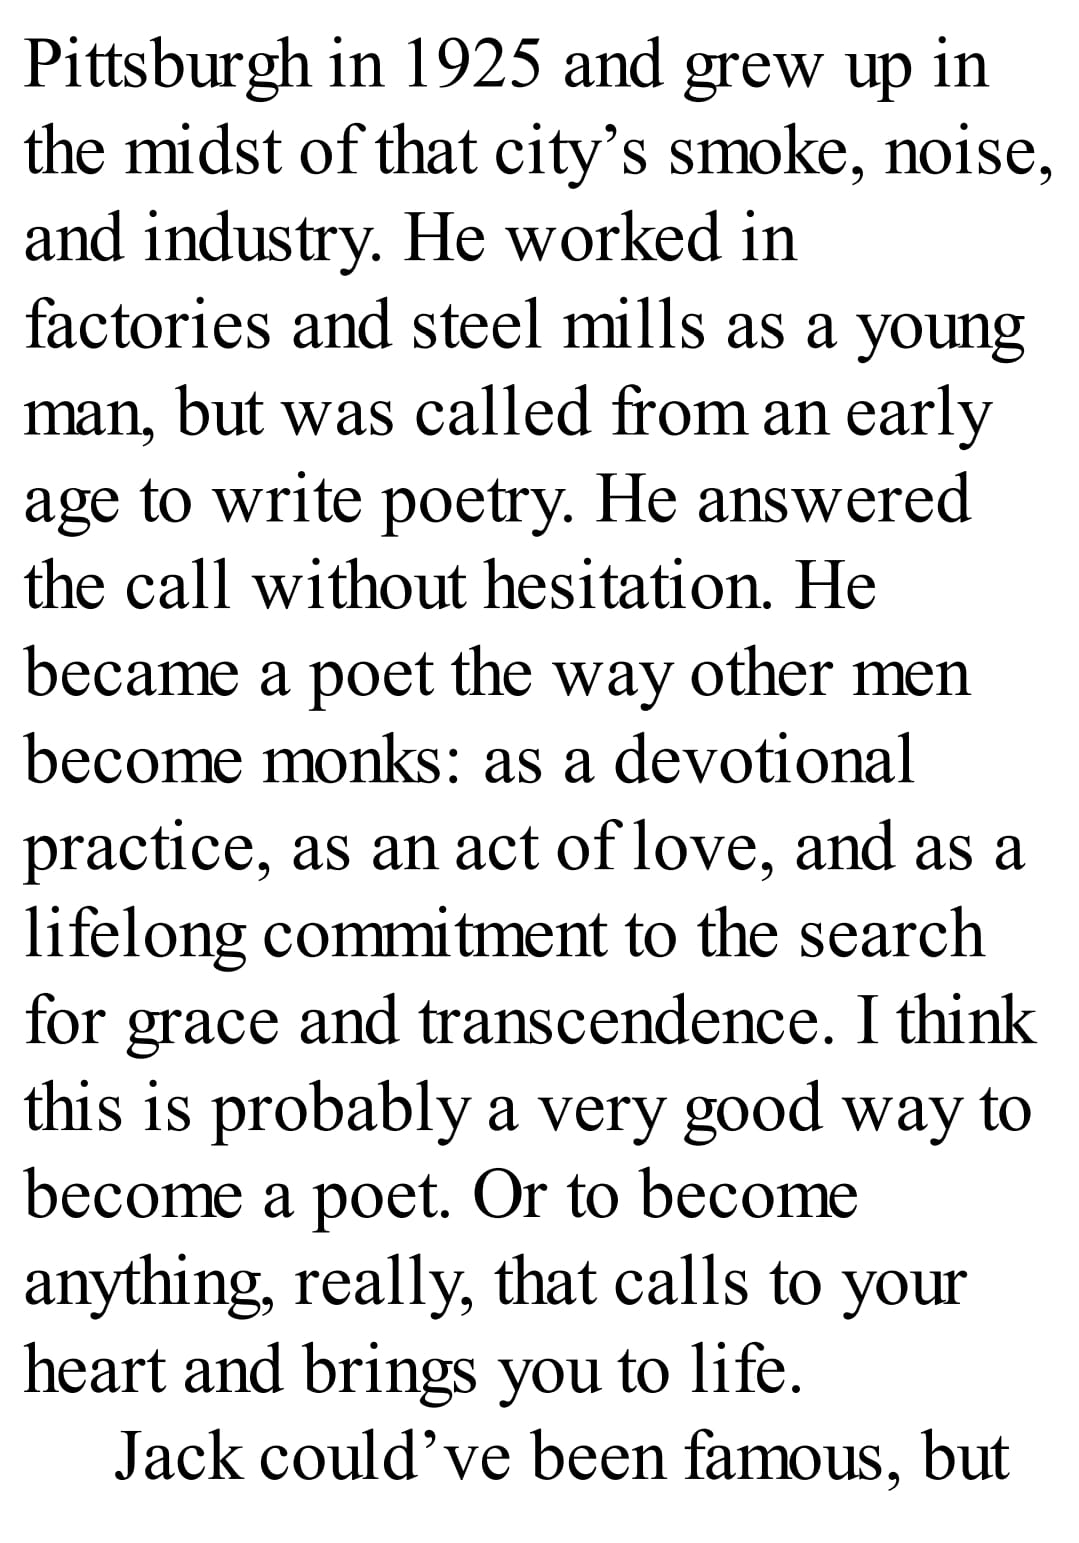 Pittsburgh in 1925 and grew up in
the midst of that city’s smoke, noise,
and industry. He worked in
factories and steel mills as a young
man, but was called from an early
age to write poetry. He answered
the call without hesitation. He
became a poet the way other men
become monks: as a devotional
practice, as an act of love, and as a
lifelong commitment to the search
for grace and transcendence. I think
this is probably a very good way to
become a poet. Or to become
anything, really, that calls to your
heart and brings you to life.
Jack could’ve been famous, but